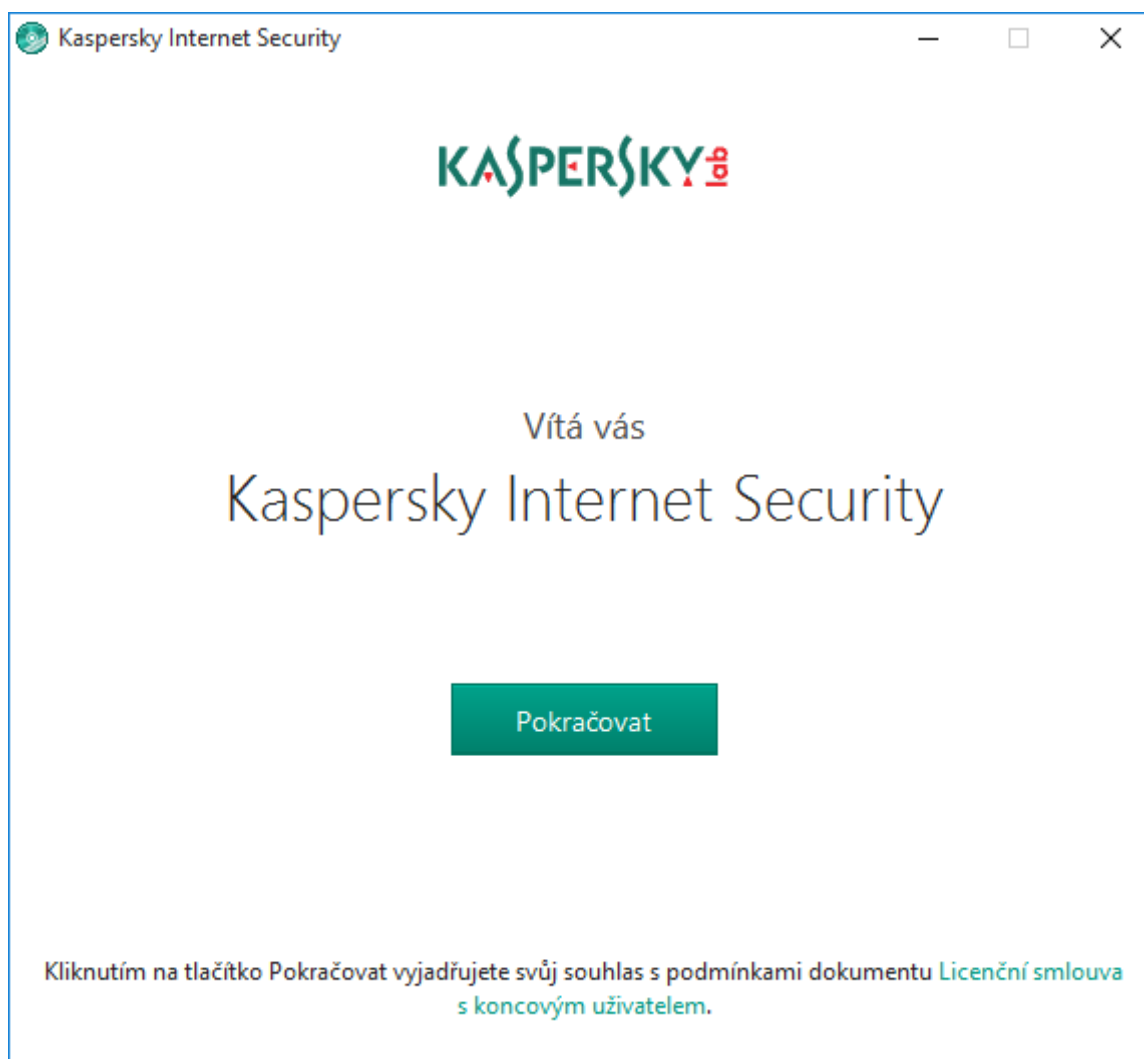 Kaspersky Internet Security
KASPERSKY lab
Vítá vás
Kaspersky Internet Security
Pokračovat
Kliknutím na tlačítko Pokračovat vyjadřujete svůj souhlas s podmínkami dokumentu Licenční smlouva
s koncovým uživatelem.